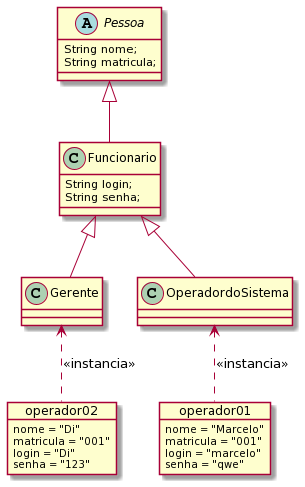 A Pessoa
String nome;
String matricula;
C Funcionario
String login;
String senha;
C Gerente
C OperadordoSistema
«instancia»
«instancia»
operador02
nome = "Di"
matricula = "001"
login = "Di"
senha = "123"
operador01
nome = "Marcelo"
matricula = "001"
login = "marcelo"
senha = "qwe"